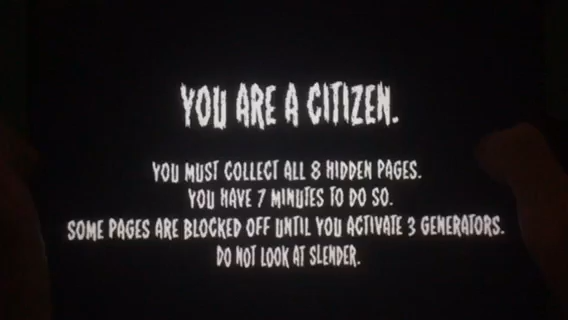 YOU ARE A CITIZEN.
YOU MUST COLLECT ALL 8 HIDDEN PAGES.
YOU HAVE 7 MINUTES TO DO SO.
SOME PAGES ARE BLOCKED OFF UNTIL YOU ACTIVATE 3 GENERATORS.
DO NOT LOOK AT SLENDER.